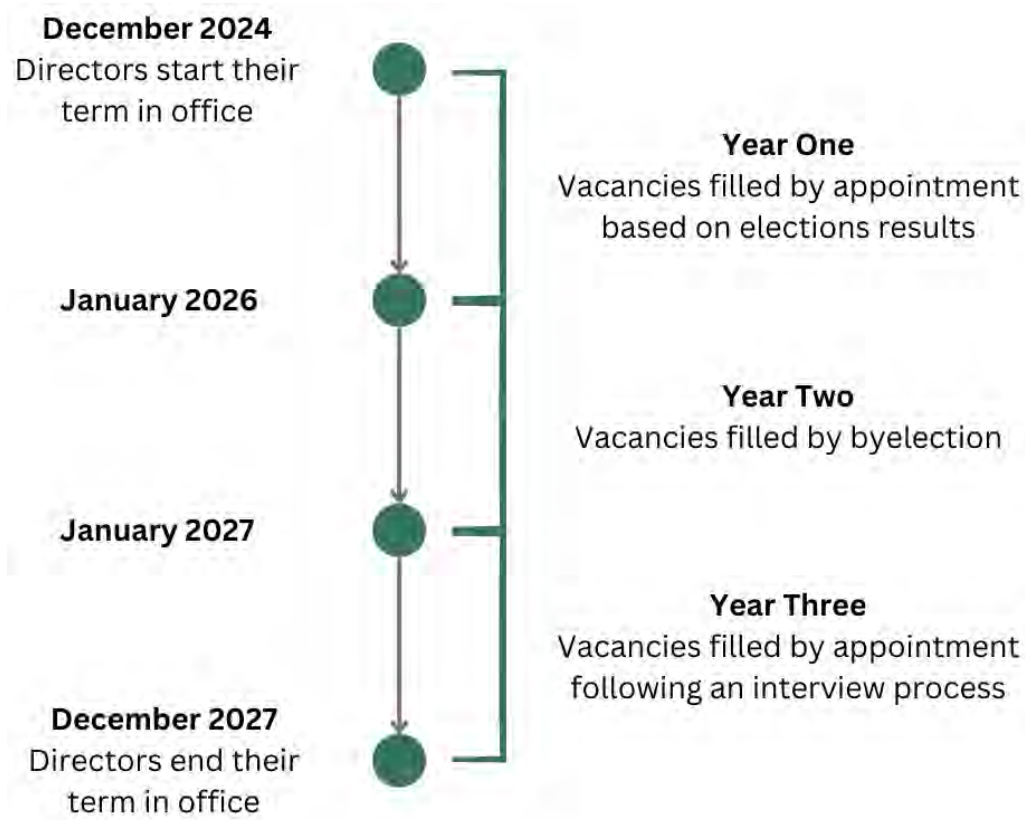 December 2024
Directors start their
term in office
Year One
Vacancies filled by appointment
based on elections results
January 2026
Year Two
Vacancies filled by byelection
January 2027
Year Three
Vacancies filled by appointment
following an interview process
December 2027
Directors end their
term in office